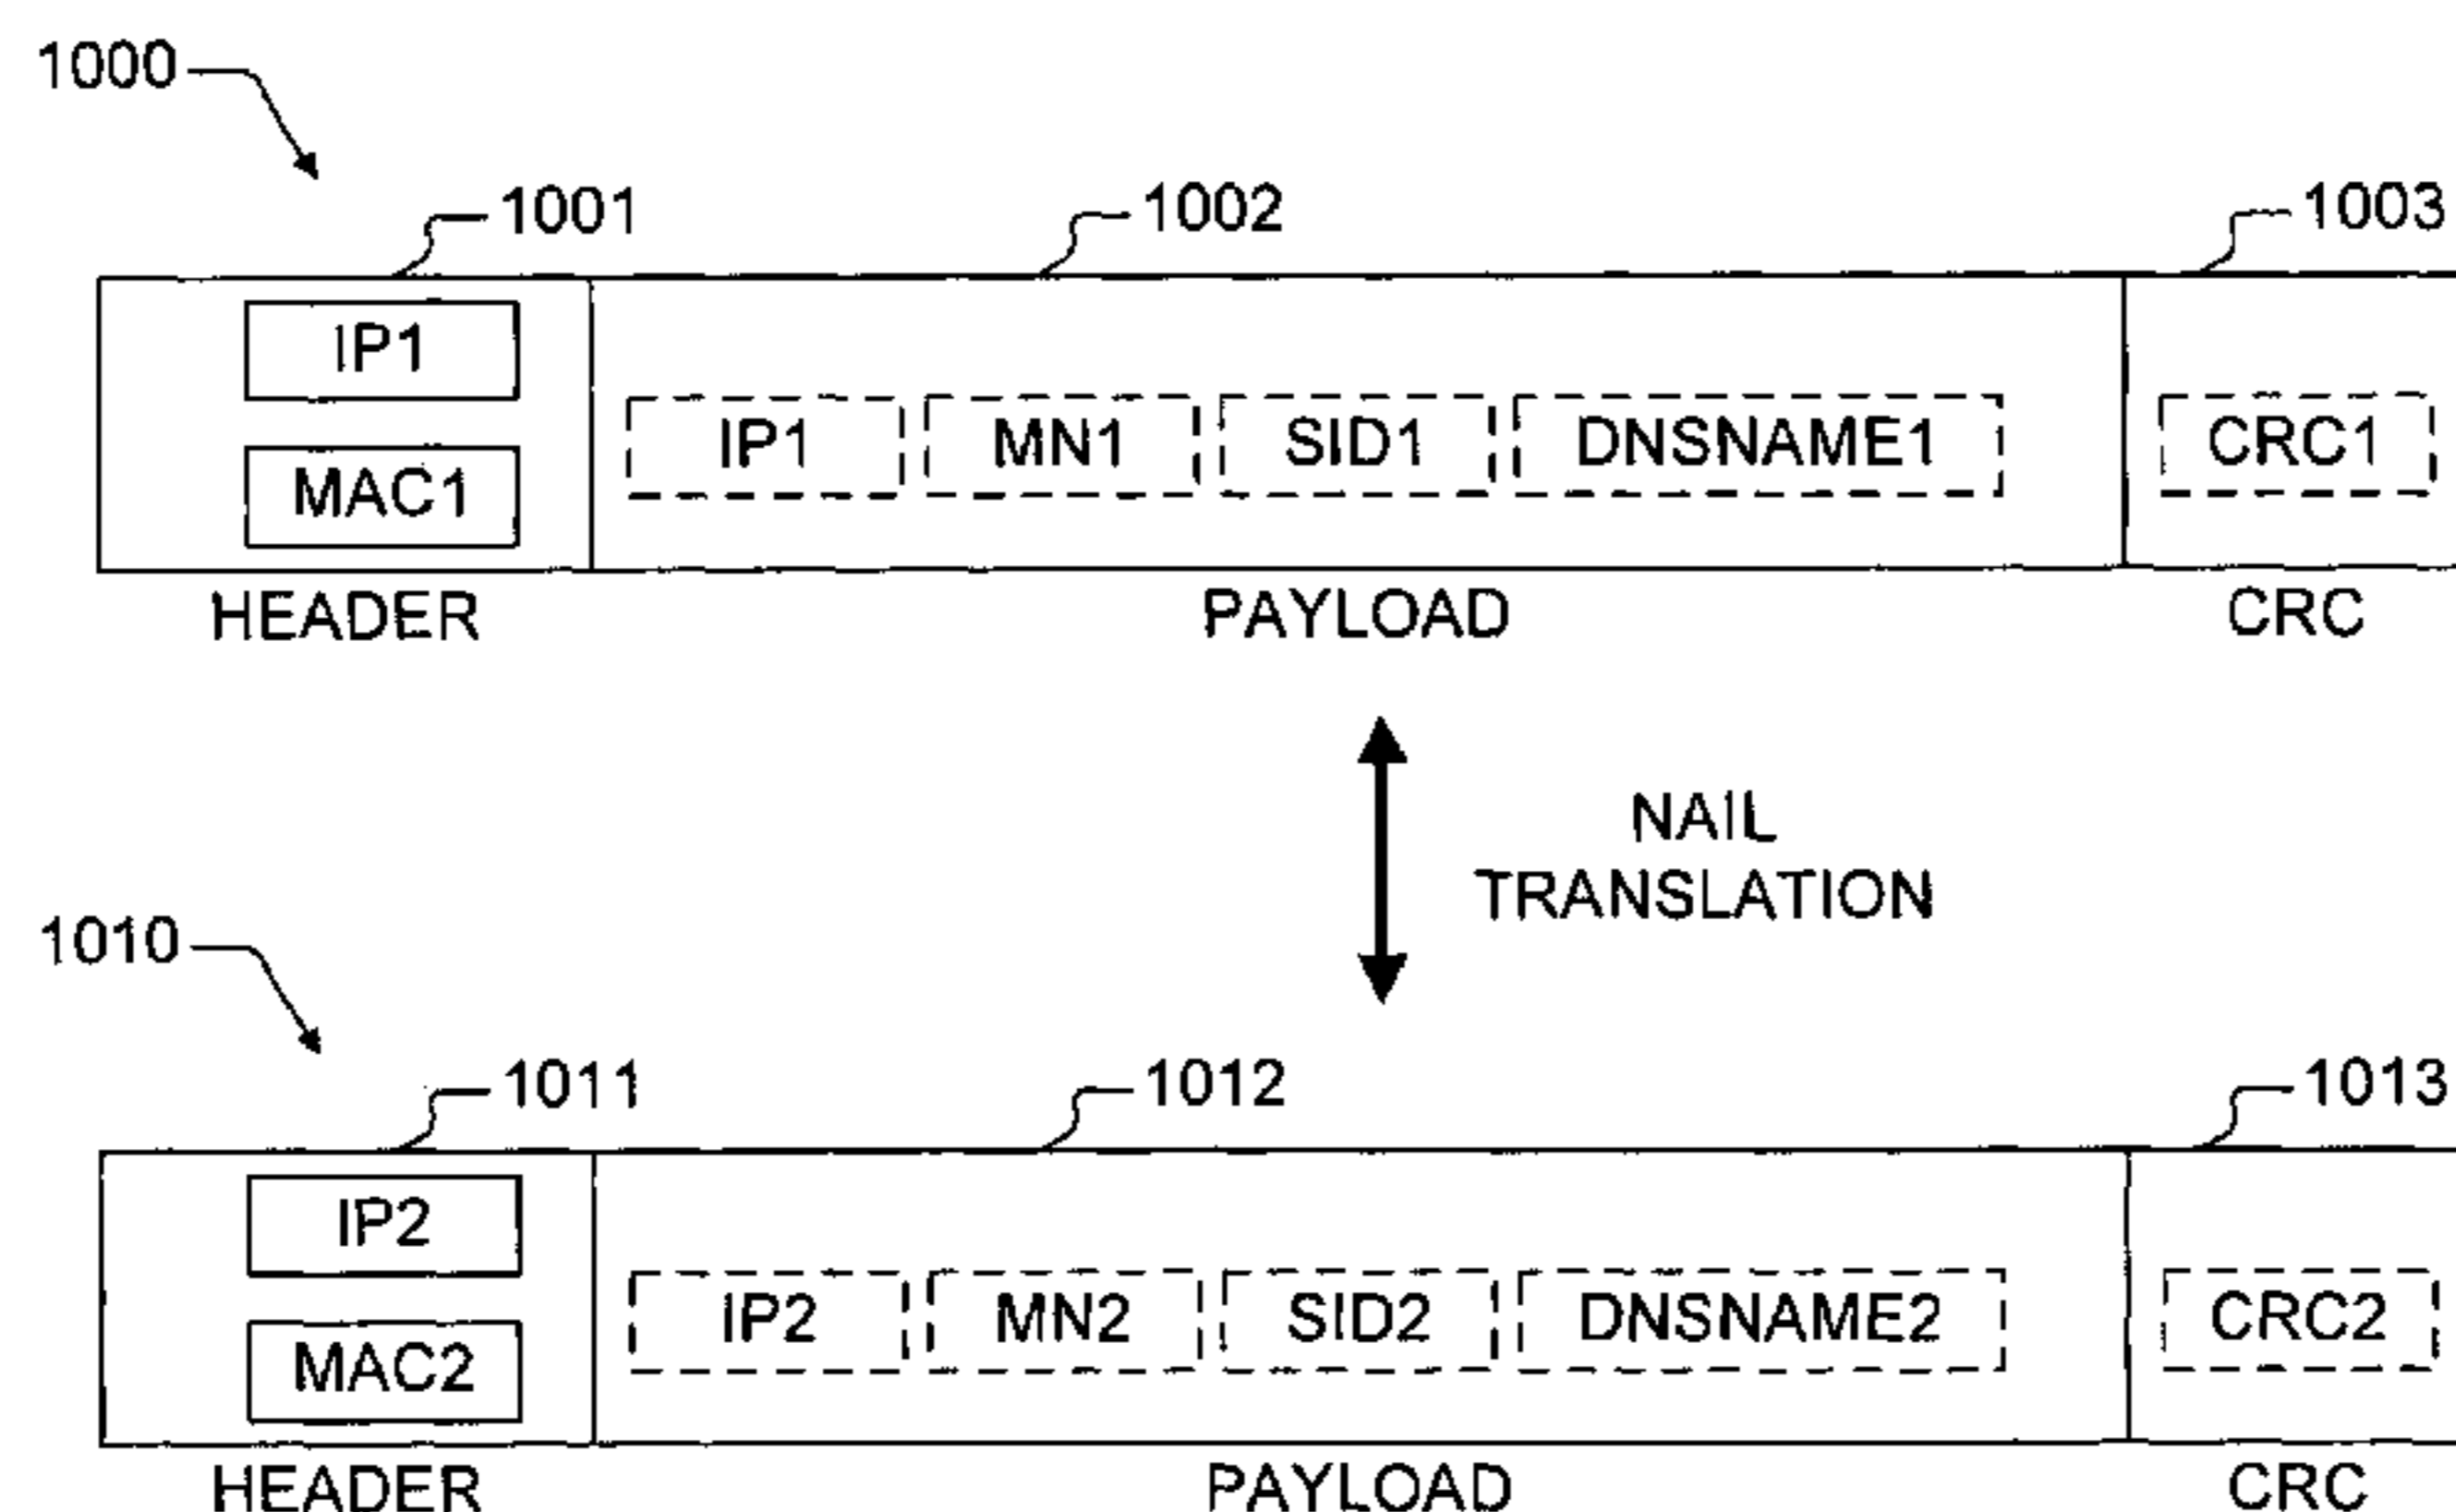 1000
1001
1002
1003
IP1
MAC1
IP1 MN1 SID1 DNSNAME1 CRC1
HEADER PAYLOAD CRC
NAIL
TRANSLATION
1010
1011
1012
1013
IP2
MAC2
IP2 MN2 SID2 DNSNAME2 CRC2
HEADER PAYLOAD CRC